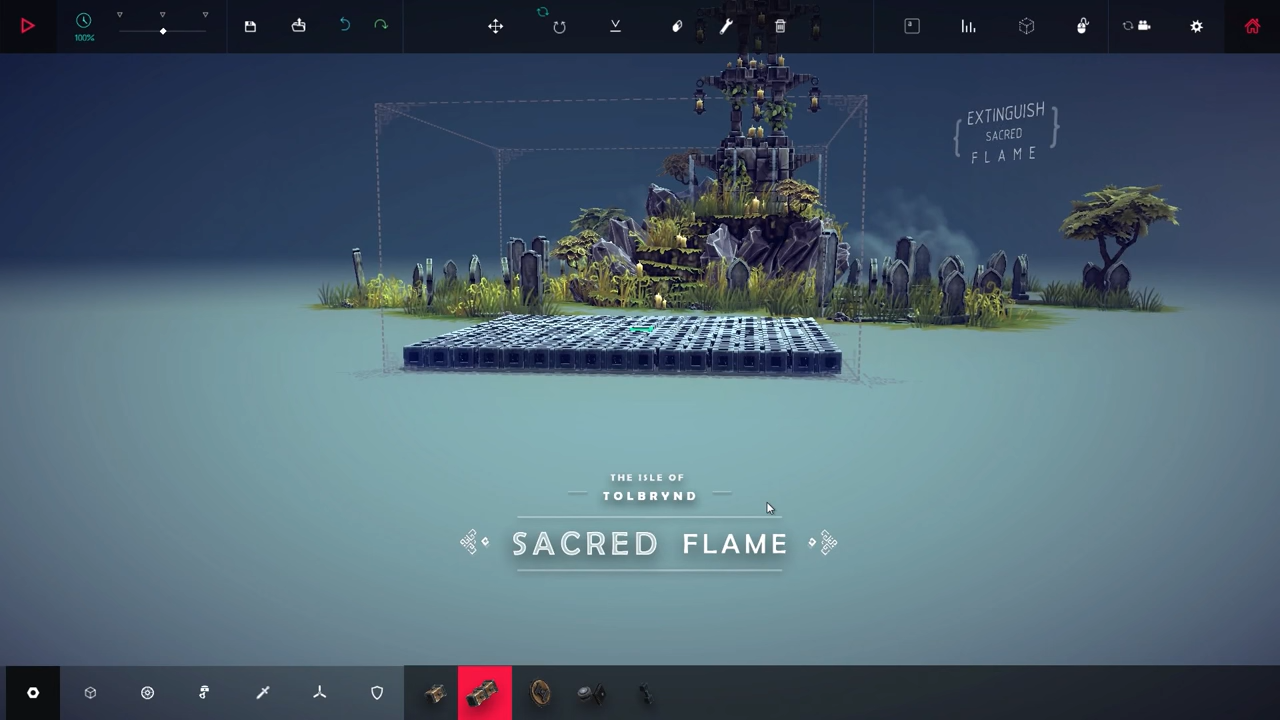 100%
EXTINGUISH
SACRED
FLAME
THE ISLE OF
TOLBRYND
SACRED FLAME